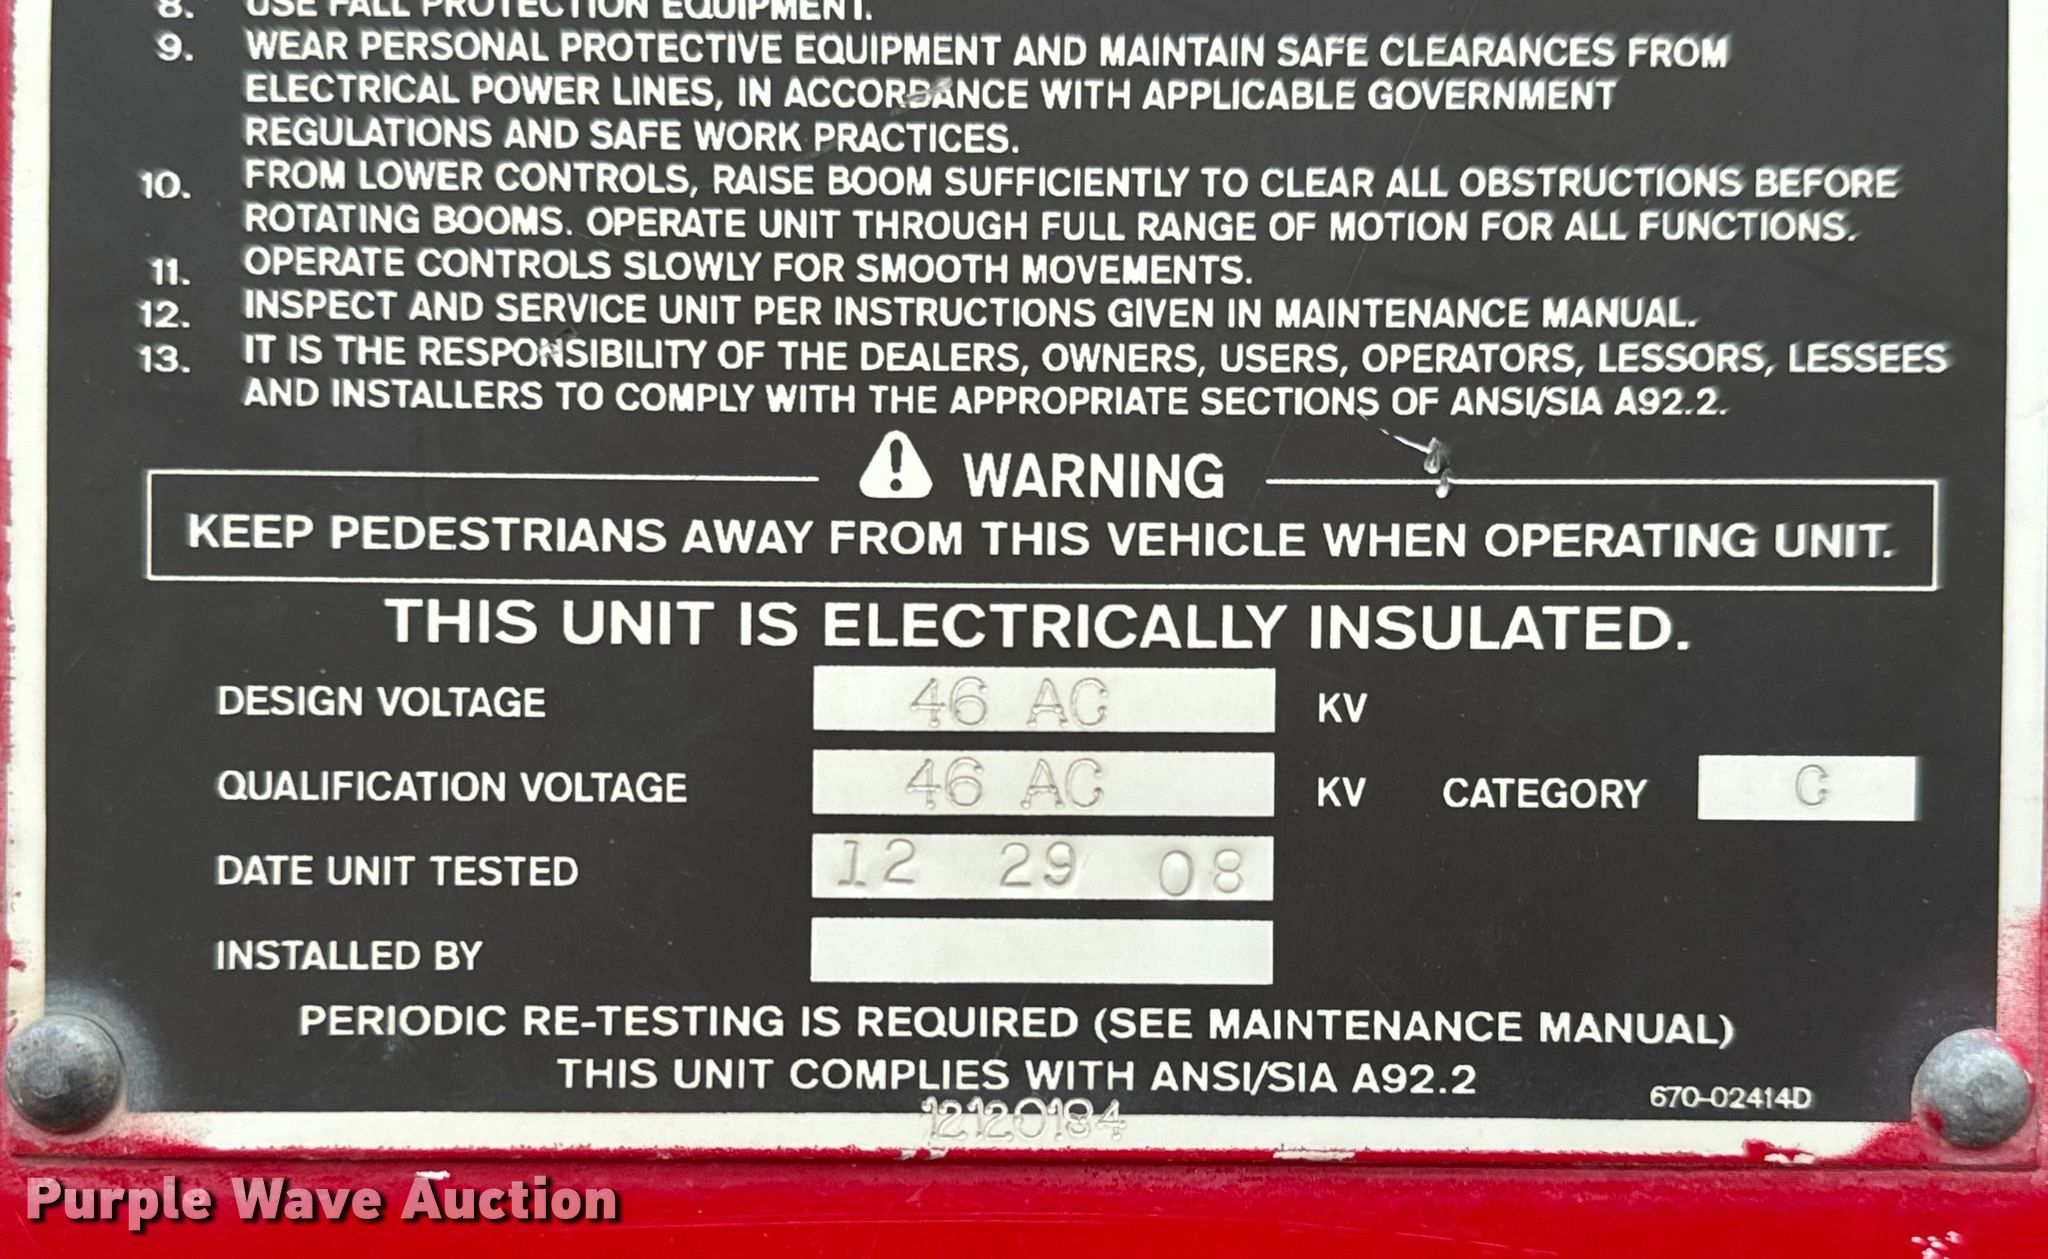 8. USE FALL PROTECTION EQUIPMENT.
9. WEAR PERSONAL PROTECTIVE EQUIPMENT AND MAINTAIN SAFE CLEARANCES FROM
ELECTRICAL POWER LINES, IN ACCORDANCE WITH APPLICABLE GOVERNMENT
REGULATIONS AND SAFE WORK PRACTICES.
10. FROM LOWER CONTROLS, RAISE BOOM SUFFICIENTLY TO CLEAR ALL OBSTRUCTIONS BEFORE
ROTATING BOOMS. OPERATE UNIT THROUGH FULL RANGE OF MOTION FOR ALL FUNCTIONS.
11. OPERATE CONTROLS SLOWLY FOR SMOOTH MOVEMENTS.
12. INSPECT AND SERVICE UNIT PER INSTRUCTIONS GIVEN IN MAINTENANCE MANUAL.
13. IT IS THE RESPONSIBILITY OF THE DEALERS, OWNERS, USERS, OPERATORS, LESSORS, LESSEES
AND INSTALLERS TO COMPLY WITH THE APPROPRIATE SECTIONS OF ANSI/SIA A92.2.
WARNING
KEEP PEDESTRIANS AWAY FROM THIS VEHICLE WHEN OPERATING UNIT.
THIS UNIT IS ELECTRICALLY INSULATED.
DESIGN VOLTAGE 46 AC KV
QUALIFICATION VOLTAGE 46 AC KV CATEGORY C
DATE UNIT TESTED 12 29 08
INSTALLED BY
PERIODIC RE-TESTING IS REQUIRED (SEE MAINTENANCE MANUAL)
THIS UNIT COMPLIES WITH ANSI/SIA A92.2
670-02414D
12120184
Purple Wave Auction